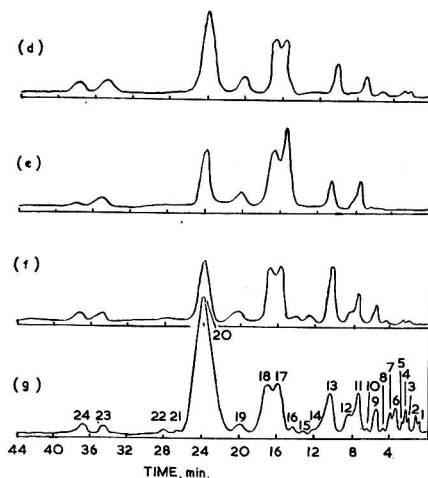 (d)
(e)
(f)
20
(g)
24 23 22 21 19 18 17 16 15 14 13 12 11 10 9 8 7 6 5 4 3 2 1
44 40 36 32 28 24 20 16 12 8 4 0
TIME, min.